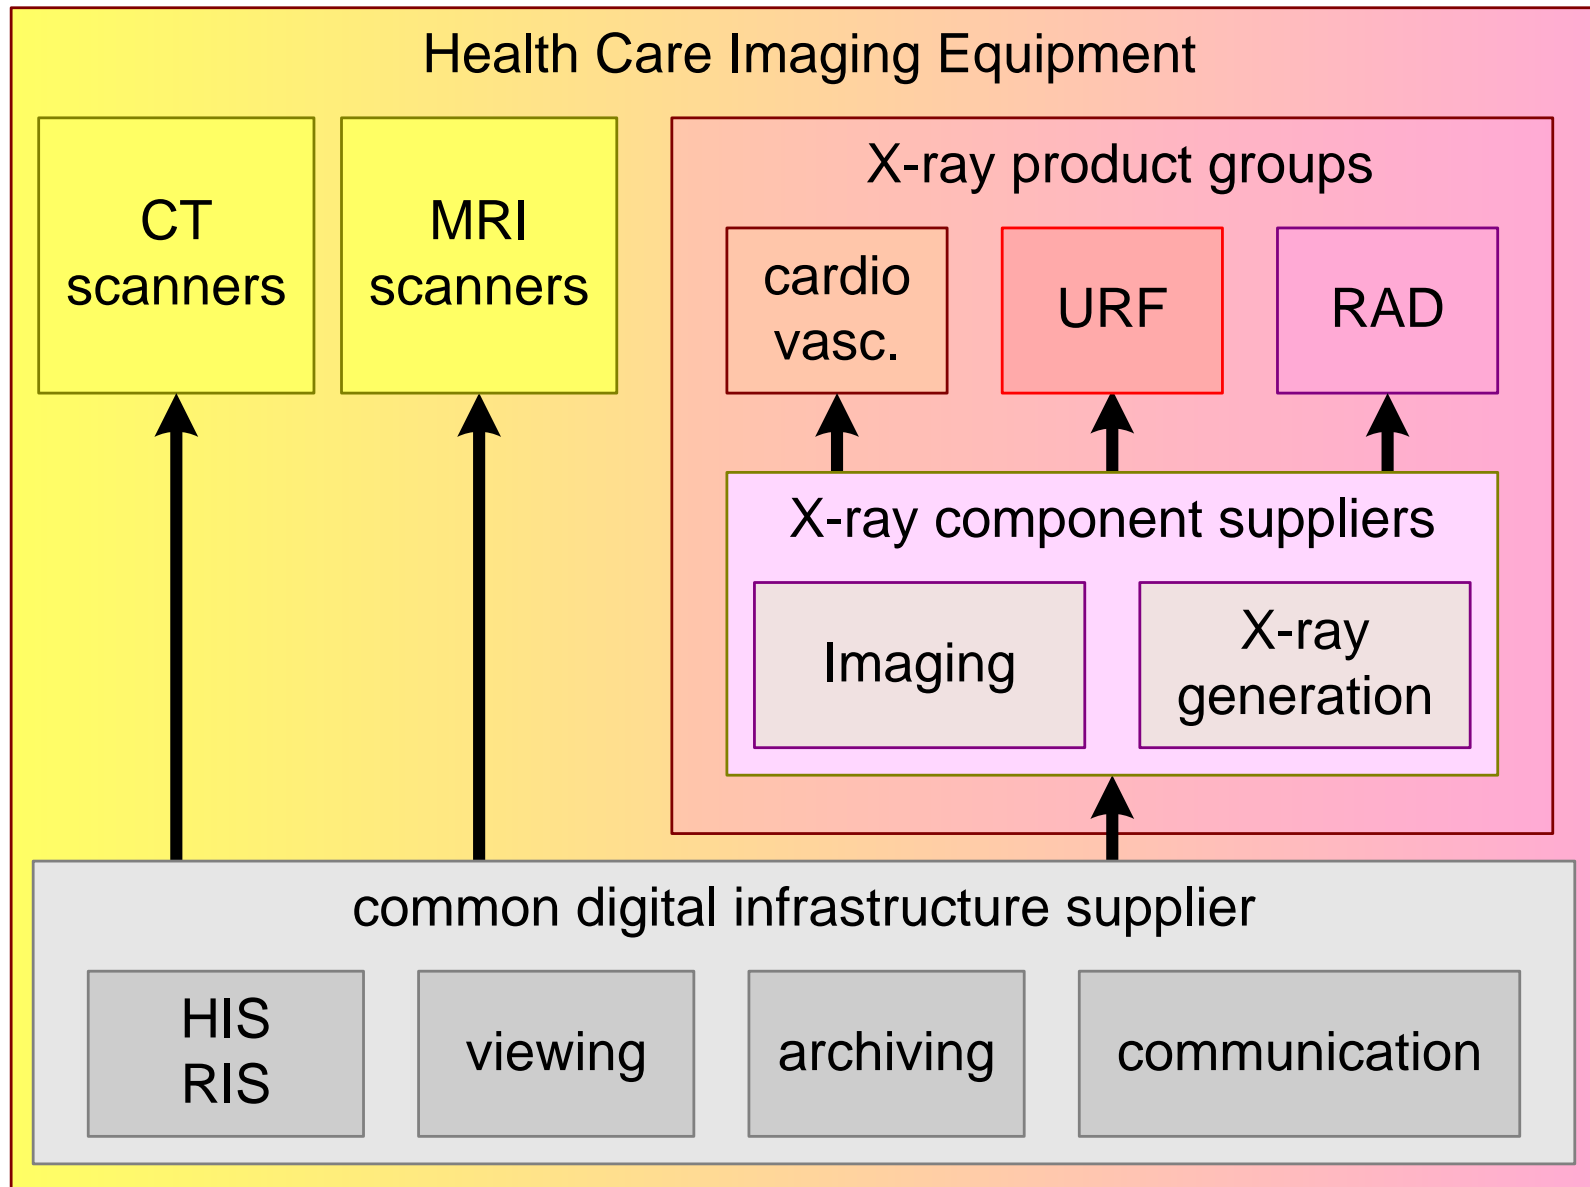 Health Care Imaging Equipment
CT
scanners
MRI
scanners
X-ray product groups
cardio
vasc.
URF
RAD
X-ray component suppliers
Imaging
X-ray
generation
common digital infrastructure supplier
HIS
RIS
viewing
archiving
communication